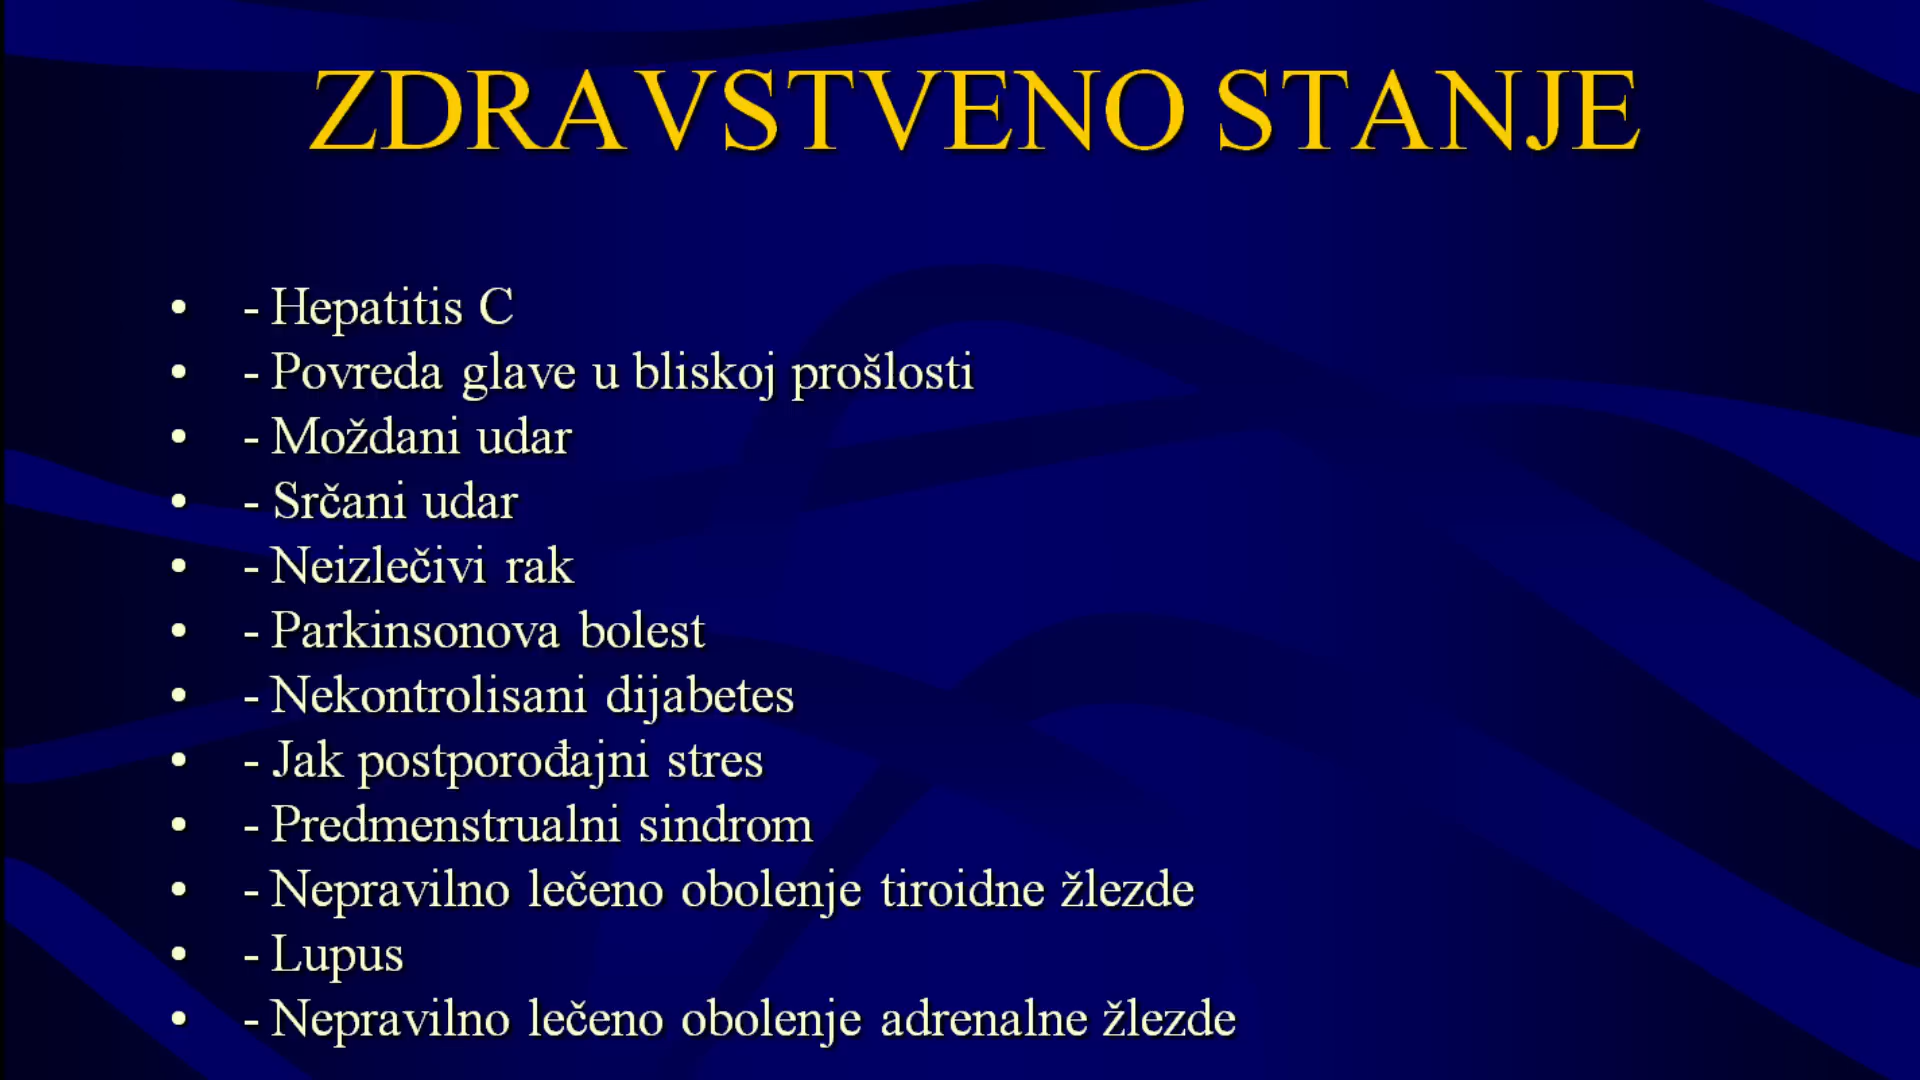 ZDRAVSTVENO STANJE
• - Hepatitis C
• - Povreda glave u bliskoj prošlosti
• - Moždani udar
• - Srčani udar
• - Neizlečivi rak
• - Parkinsonova bolest
• - Nekontrolisani dijabetes
• - Jak postporođajni stres
• - Predmenstrualni sindrom
• - Nepravilno lečeno obolenje tiroidne žlezde
• - Lupus
• - Nepravilno lečeno obolenje adrenalne žlezde